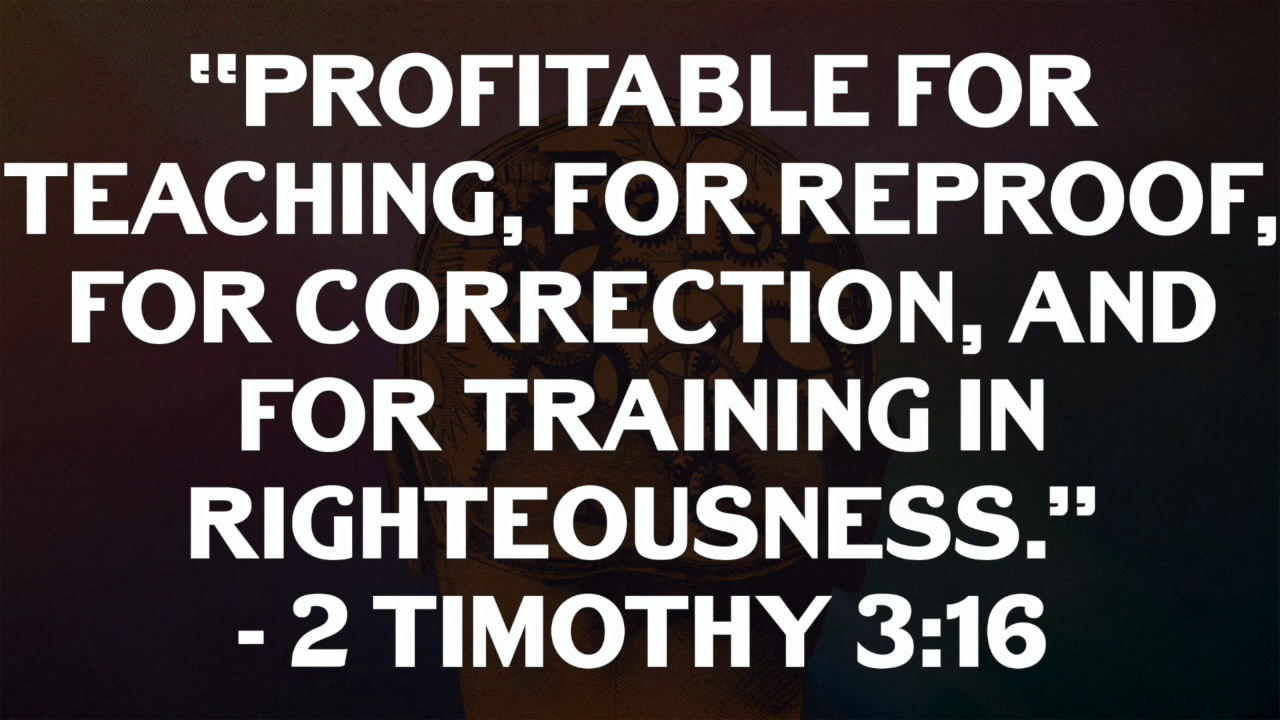 “PROFITABLE FOR
TEACHING, FOR REPROOF,
FOR CORRECTION, AND
FOR TRAINING IN
RIGHTEOUSNESS.”
- 2 TIMOTHY 3:16